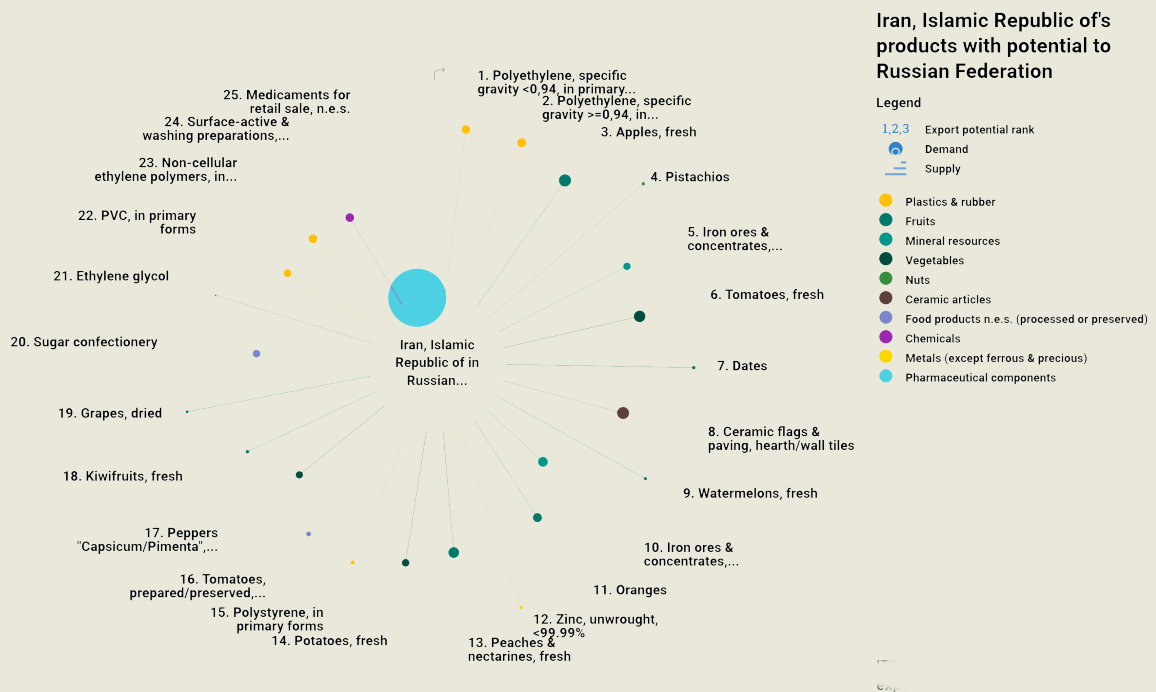 Iran, Islamic Republic of's
products with potential to
Russian Federation
Legend
1,2,3 Export potential rank
Demand
Supply
Plastics & rubber
Fruits
Mineral resources
Vegetables
Nuts
Ceramic articles
Food products n.e.s. (processed or preserved)
Chemicals
Metals (except ferrous & precious)
Pharmaceutical components
1. Polyethylene, specific
gravity <0,94, in primary...
2. Polyethylene, specific
gravity >=0,94, in...
3. Apples, fresh
4. Pistachios
5. Iron ores &
concentrates,...
6. Tomatoes, fresh
7. Dates
8. Ceramic flags &
paving, hearth/wall tiles
9. Watermelons, fresh
10. Iron ores &
concentrates,...
11. Oranges
12. Zinc, unwrought,
<99.99%
13. Peaches &
nectarines, fresh
14. Potatoes, fresh
15. Polystyrene, in
primary forms
16. Tomatoes,
prepared/preserved,...
17. Peppers
"Capsicum/Pimenta",...
18. Kiwifruits, fresh
19. Grapes, dried
20. Sugar confectionery
21. Ethylene glycol
22. PVC, in primary
forms
23. Non-cellular
ethylene polymers, in...
24. Surface-active &
washing preparations,...
25. Medicaments for
retail sale, n.e.s.
Iran, Islamic
Republic of in
Russian...